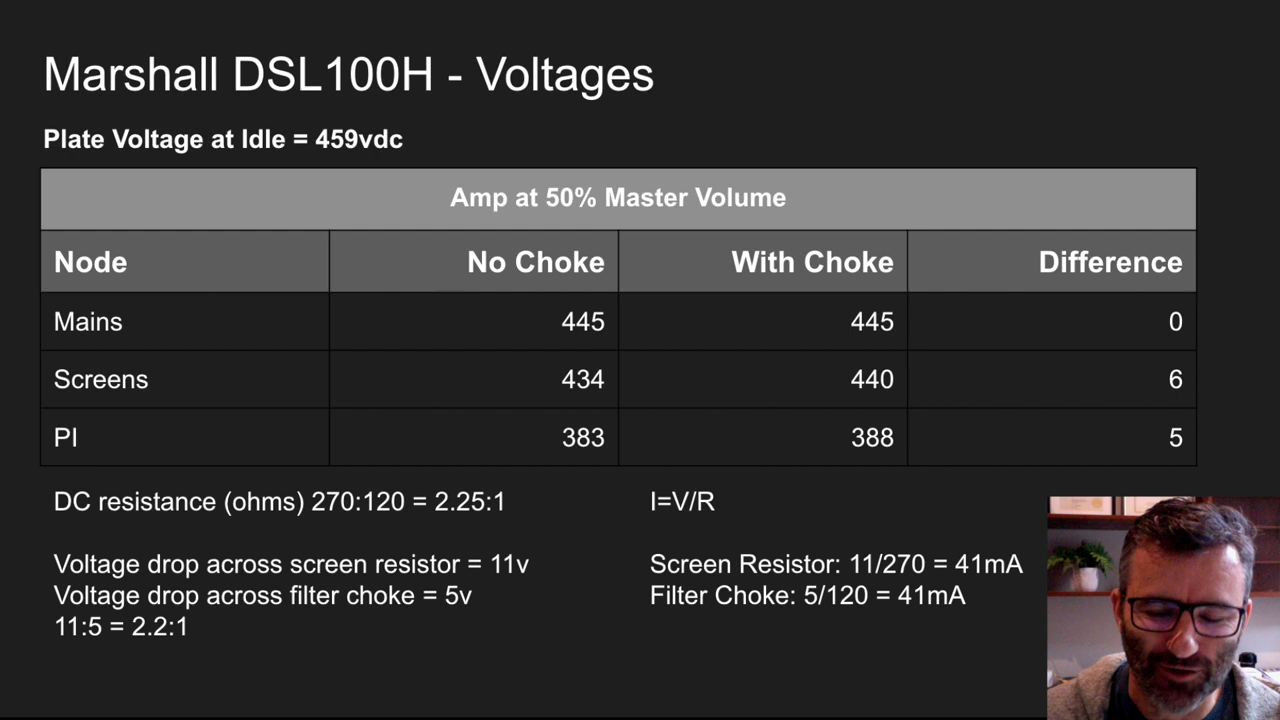 Marshall DSL100H - Voltages
Plate Voltage at Idle = 459vdc
Amp at 50% Master Volume
Node No Choke With Choke Difference
Mains 445 445 0
Screens 434 440 6
PI 383 388 5
DC resistance (ohms) 270:120 = 2.25:1
Voltage drop across screen resistor = 11v
Voltage drop across filter choke = 5v
11:5 = 2.2:1
I=V/R
Screen Resistor: 11/270 = 41mA
Filter Choke: 5/120 = 41mA